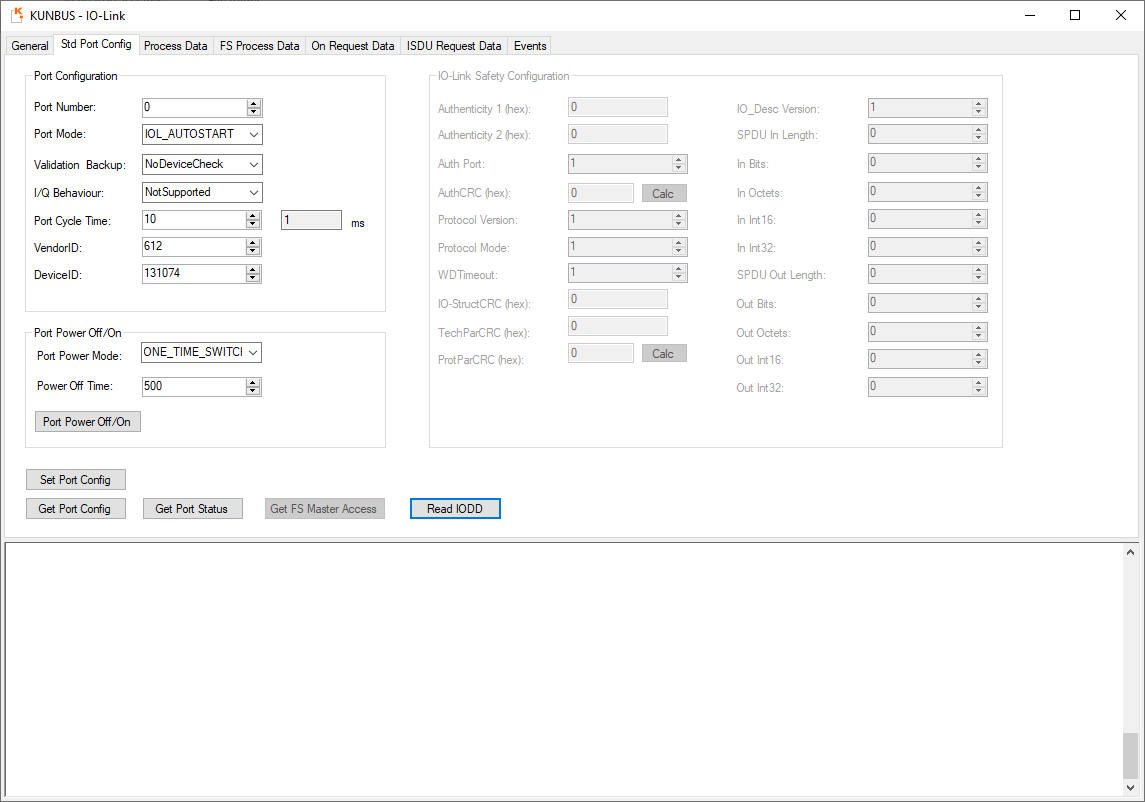 KUNBUS - IO-Link
General Std Port Config Process Data FS Process Data On Request Data ISDU Request Data Events
Port Configuration
Port Number: 0
Port Mode: IOL_AUTOSTART
Validation Backup: NoDeviceCheck
I/Q Behaviour: NotSupported
Port Cycle Time: 10 1 ms
VendorID: 612
DeviceID: 131074
Port Power Off/On
Port Power Mode: ONE_TIME_SWITCI
Power Off Time: 500
Port Power Off/On
IO-Link Safety Configuration
Authenticity 1 (hex): 0
Authenticity 2 (hex): 0
Auth Port: 1
AuthCRC (hex): 0 Calc
Protocol Version: 1
Protocol Mode: 1
WDTimeout: 1
IO-StructCRC (hex): 0
TechParCRC (hex): 0
ProtParCRC (hex): 0 Calc
IO_Desc Version: 1
SPDU In Length: 0
In Bits: 0
In Octets: 0
In Int16: 0
In Int32: 0
SPDU Out Length: 0
Out Bits: 0
Out Octets: 0
Out Int16: 0
Out Int32: 0
Set Port Config
Get Port Config Get Port Status Get FS Master Access Read IODD